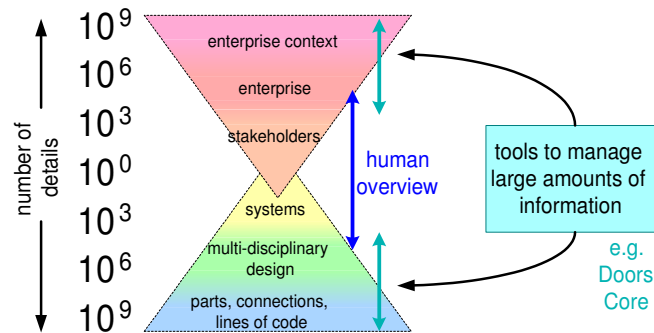 number of
details
10⁹
10⁶
10³
10⁰
10³
10⁶
10⁹
enterprise context
enterprise
stakeholders
systems
multi-disciplinary
design
parts, connections,
lines of code
human
overview
tools to manage
large amounts of
information
e.g.
Doors
Core